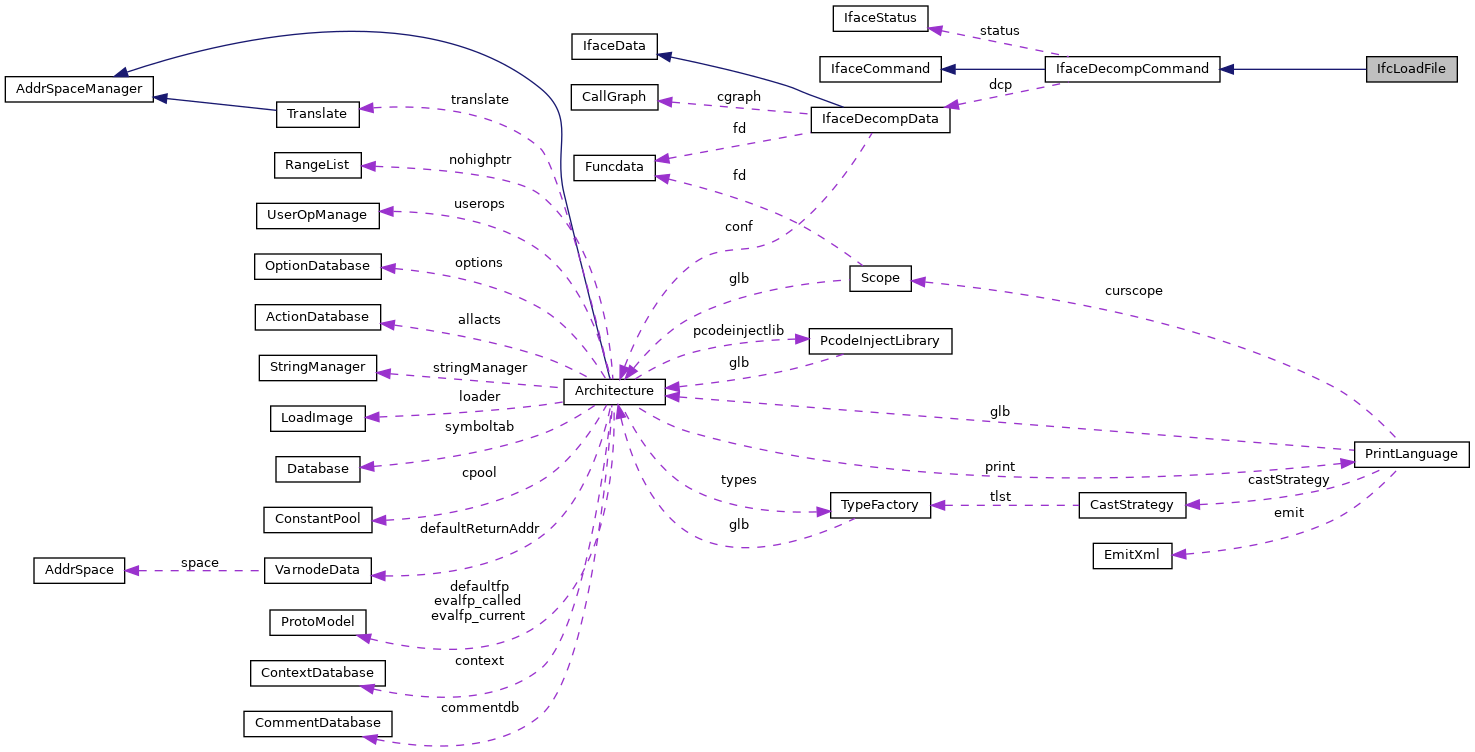 IfaceStatus
status
IfaceData
IfaceCommand
IfaceDecompCommand
IfcLoadFile
AddrSpaceManager
dcp
CallGraph
cgraph
translate
Translate
IfaceDecompData
fd
nohighptr
RangeList
Funcdata
fd
userops
UserOpManage
conf
options
OptionDatabase
glb
Scope
curscope
ActionDatabase
allacts
pcodeinjectlib
PcodeInjectLibrary
StringManager
stringManager
glb
Architecture
loader
LoadImage
glb
symboltab
Database
PrintLanguage
cpool
print
types
castStrategy
ConstantPool
TypeFactory
tlst
CastStrategy
defaultReturnAddr
glb
emit
EmitXml
AddrSpace
space
VarnodeData
defaultfp
evalfp_called
evalfp_current
ProtoModel
context
ContextDatabase
commentdb
CommentDatabase